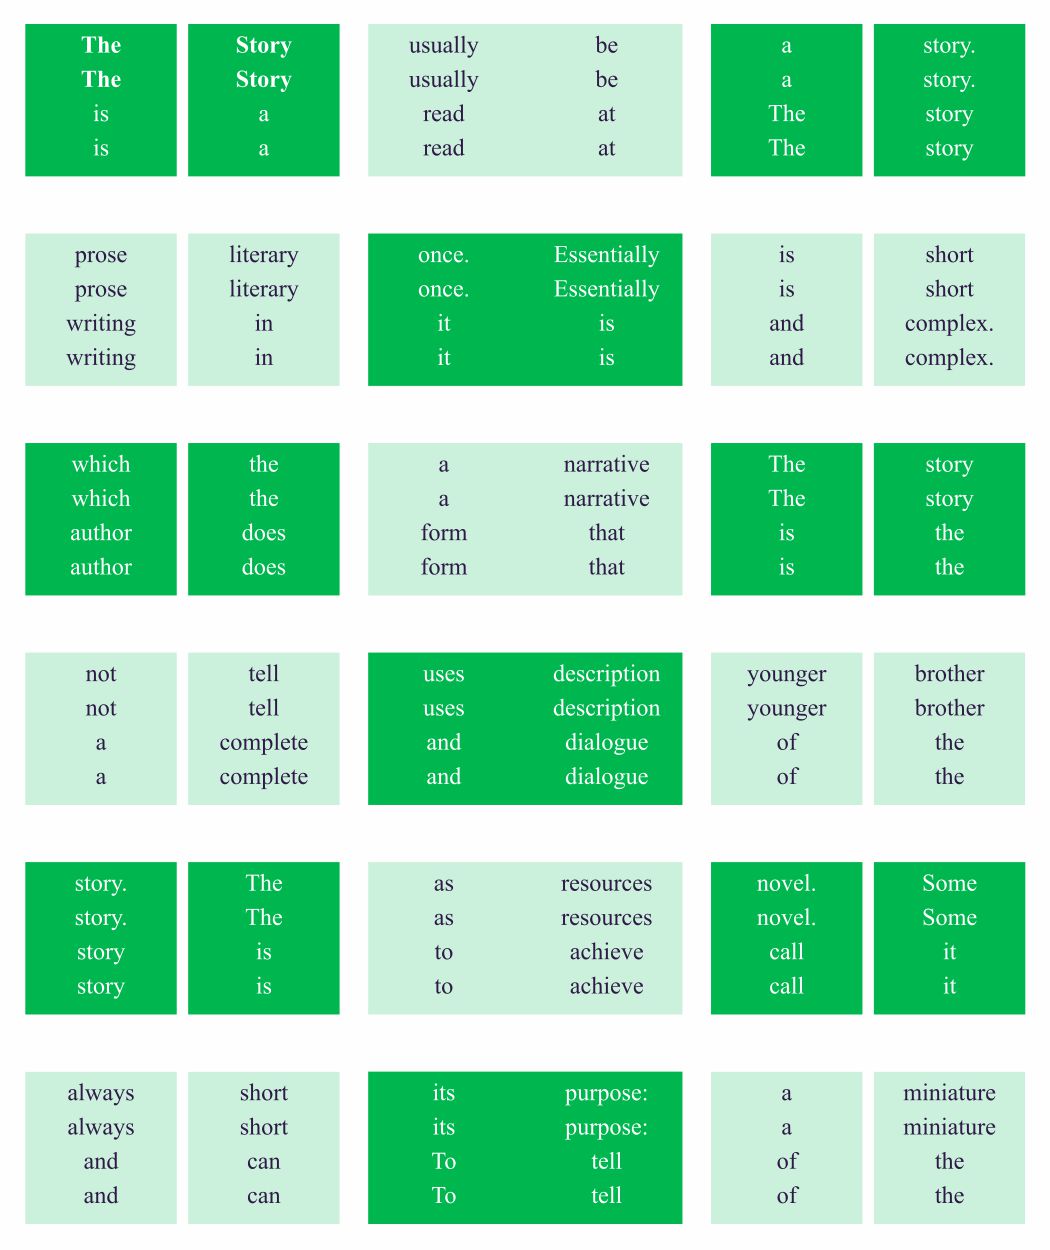 The Story
The Story
is a
is a
prose literary
prose literary
writing in
writing in
which the
which the
author does
author does
not tell
not tell
a complete
a complete
story. The
story. The
story is
story is
always short
always short
and can
and can
usually be
usually be
read at
read at
once. Essentially
once. Essentially
it is
it is
a narrative
a narrative
form that
form that
uses description
uses description
and dialogue
and dialogue
as resources
as resources
to achieve
to achieve
its purpose:
its purpose:
To tell
To tell
a story.
a story.
The story
The story
is short
is short
and complex.
and complex.
The story
The story
is the
is the
younger brother
younger brother
of the
of the
novel. Some
novel. Some
call it
call it
a miniature
a miniature
of the
of the